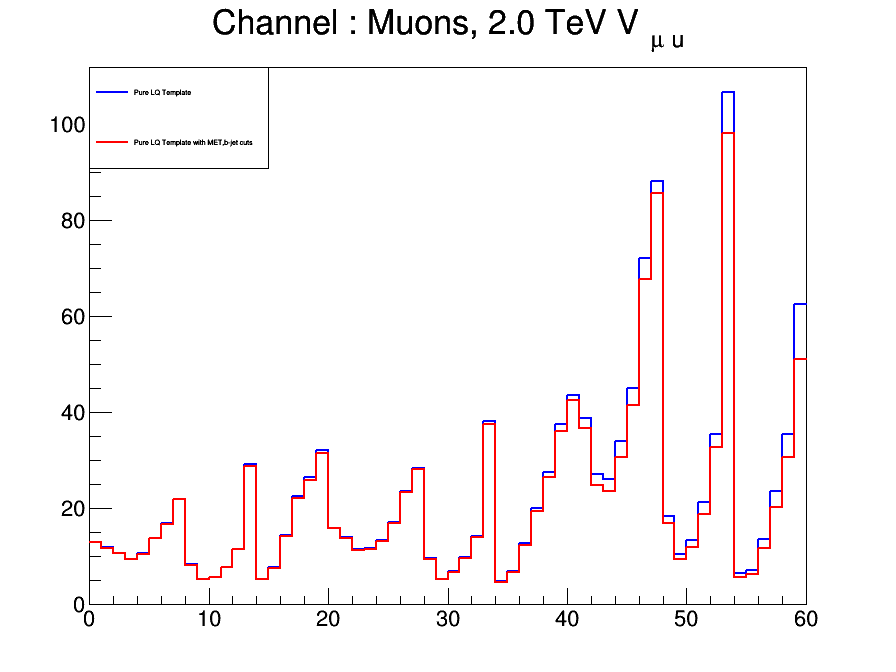 Channel : Muons, 2.0 TeV V μ u
Pure LQ Template
Pure LQ Template with MET,b-jet cuts
100
80
60
40
20
0
0 10 20 30 40 50 60